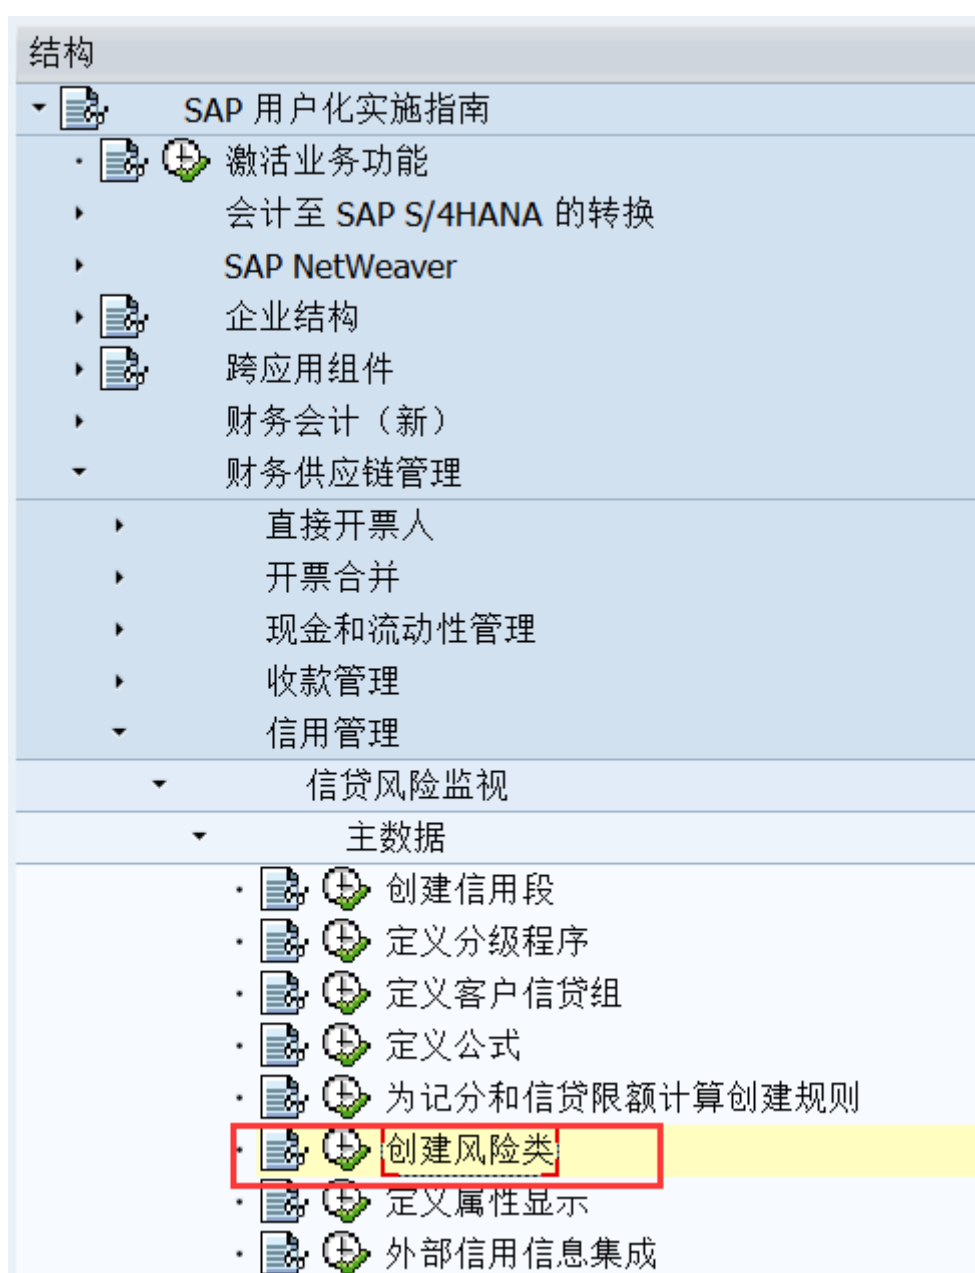 结构
SAP 用户化实施指南
激活业务功能
会计至 SAP S/4HANA 的转换
SAP NetWeaver
企业结构
跨应用组件
财务会计（新）
财务供应链管理
直接开票人
开票合并
现金和流动性管理
收款管理
信用管理
信贷风险监视
主数据
创建信用段
定义分级程序
定义客户信贷组
定义公式
为记分和信贷限额计算创建规则
创建风险类
定义属性显示
外部信用信息集成